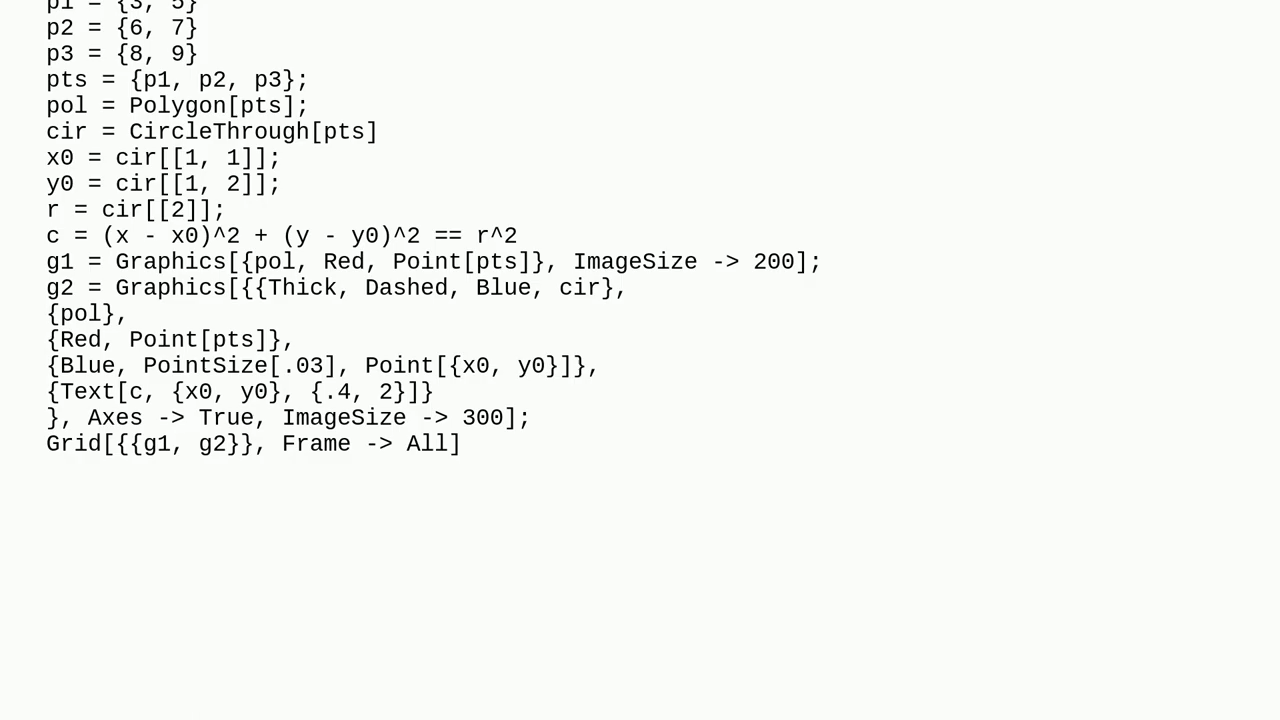 p1 = {3, 5}
p2 = {6, 7}
p3 = {8, 9}
pts = {p1, p2, p3};
pol = Polygon[pts];
cir = CircleThrough[pts]
x0 = cir[[1, 1]];
y0 = cir[[1, 2]];
r = cir[[2]];
c = (x - x0)^2 + (y - y0)^2 == r^2
g1 = Graphics[{pol, Red, Point[pts]}, ImageSize -> 200];
g2 = Graphics[{{Thick, Dashed, Blue, cir},
{pol},
{Red, Point[pts]},
{Blue, PointSize[.03], Point[{x0, y0}]},
{Text[c, {x0, y0}, {.4, 2}]}
}, Axes -> True, ImageSize -> 300];
Grid[{{g1, g2}}, Frame -> All]